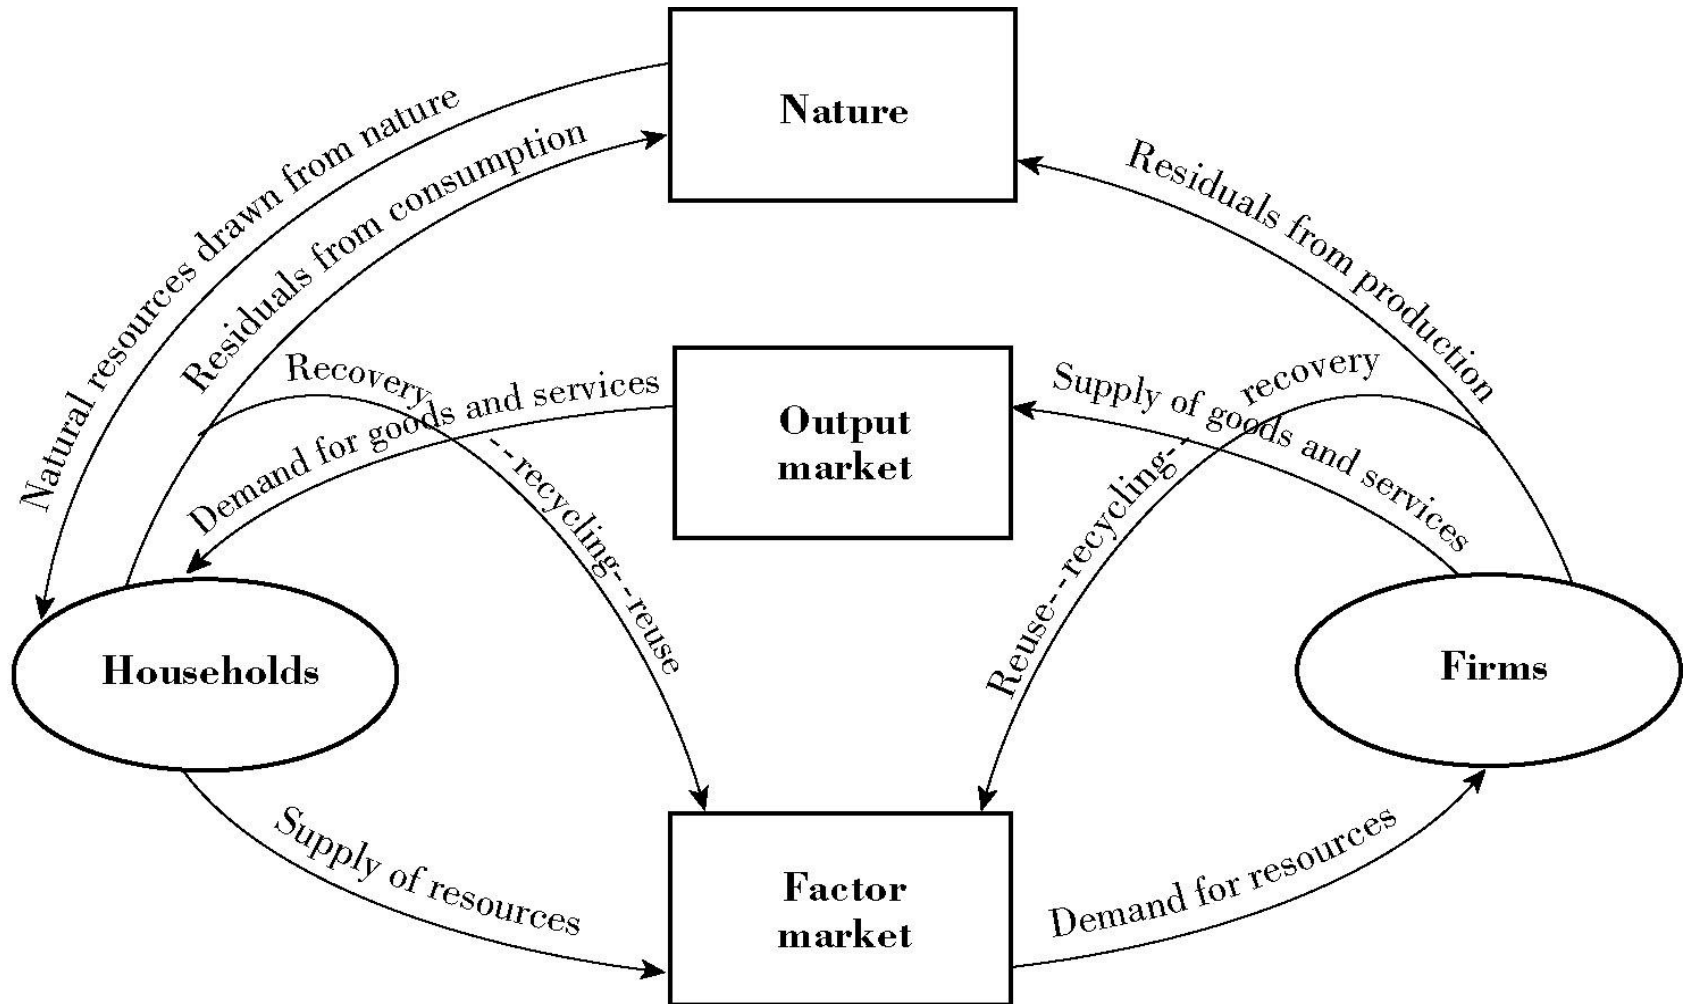 Nature
Natural resources drawn from nature
Residuals from consumption
Residuals from production
Recovery---recycling---reuse
Demand for goods and services
Output
market
Supply of goods and services
Reuse--recycling--recovery
Households
Firms
Supply of resources
Factor
market
Demand for resources